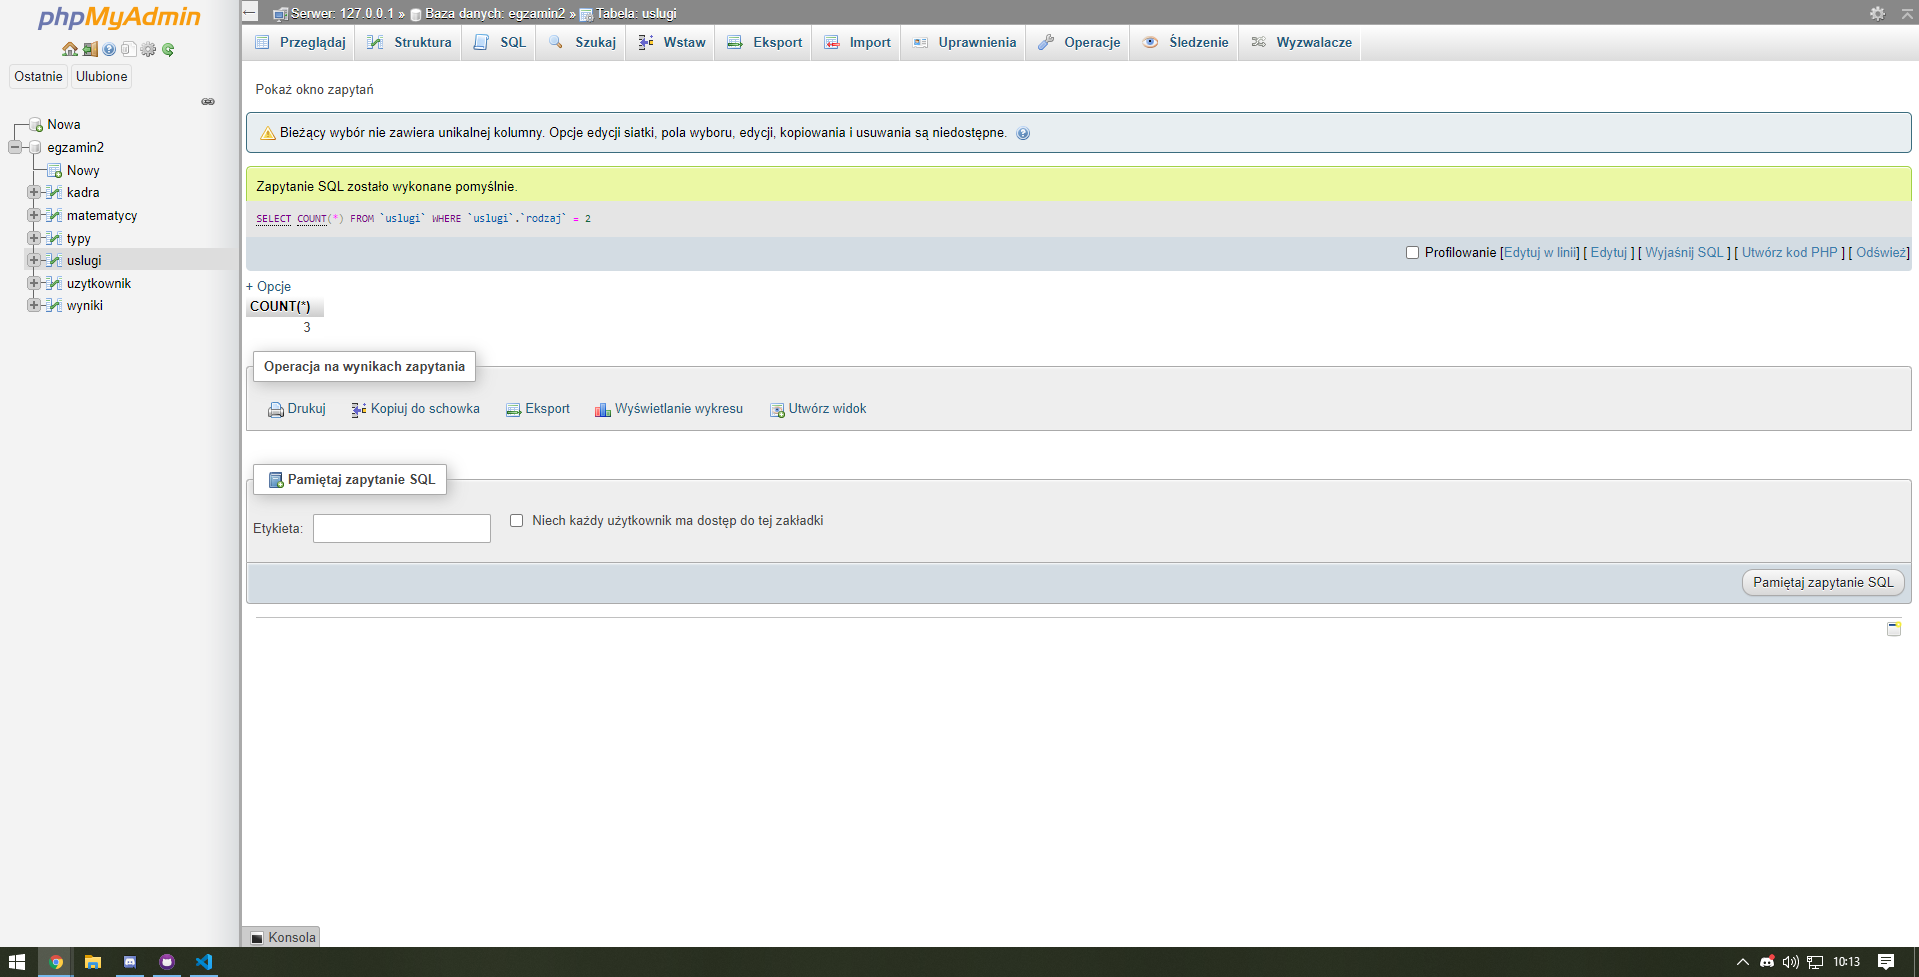 phpMyAdmin
Ostatnie Ulubione
Nowa
egzamin2
Nowy
kadra
matematycy
typy
uslugi
uzytkownik
wyniki
Serwer: 127.0.0.1 » Baza danych: egzamin2 » Tabela: uslugi
Przeglądaj Struktura SQL Szukaj Wstaw Eksport Import Uprawnienia Operacje Śledzenie Wyzwalacze
Pokaż okno zapytań
Bieżący wybór nie zawiera unikalnej kolumny. Opcje edycji siatki, pola wyboru, edycji, kopiowania i usuwania są niedostępne.
Zapytanie SQL zostało wykonane pomyślnie.
SELECT COUNT(*) FROM `uslugi` WHERE `uslugi`.`rodzaj` = 2
Profilowanie [Edytuj w linii] [ Edytuj ] [ Wyjaśnij SQL ] [ Utwórz kod PHP ] [ Odśwież]
+ Opcje
COUNT(*)
3
Operacja na wynikach zapytania
Drukuj Kopiuj do schowka Eksport Wyświetlanie wykresu Utwórz widok
Pamiętaj zapytanie SQL
Etykieta: Niech każdy użytkownik ma dostęp do tej zakładki
Pamiętaj zapytanie SQL
Konsola
10:13